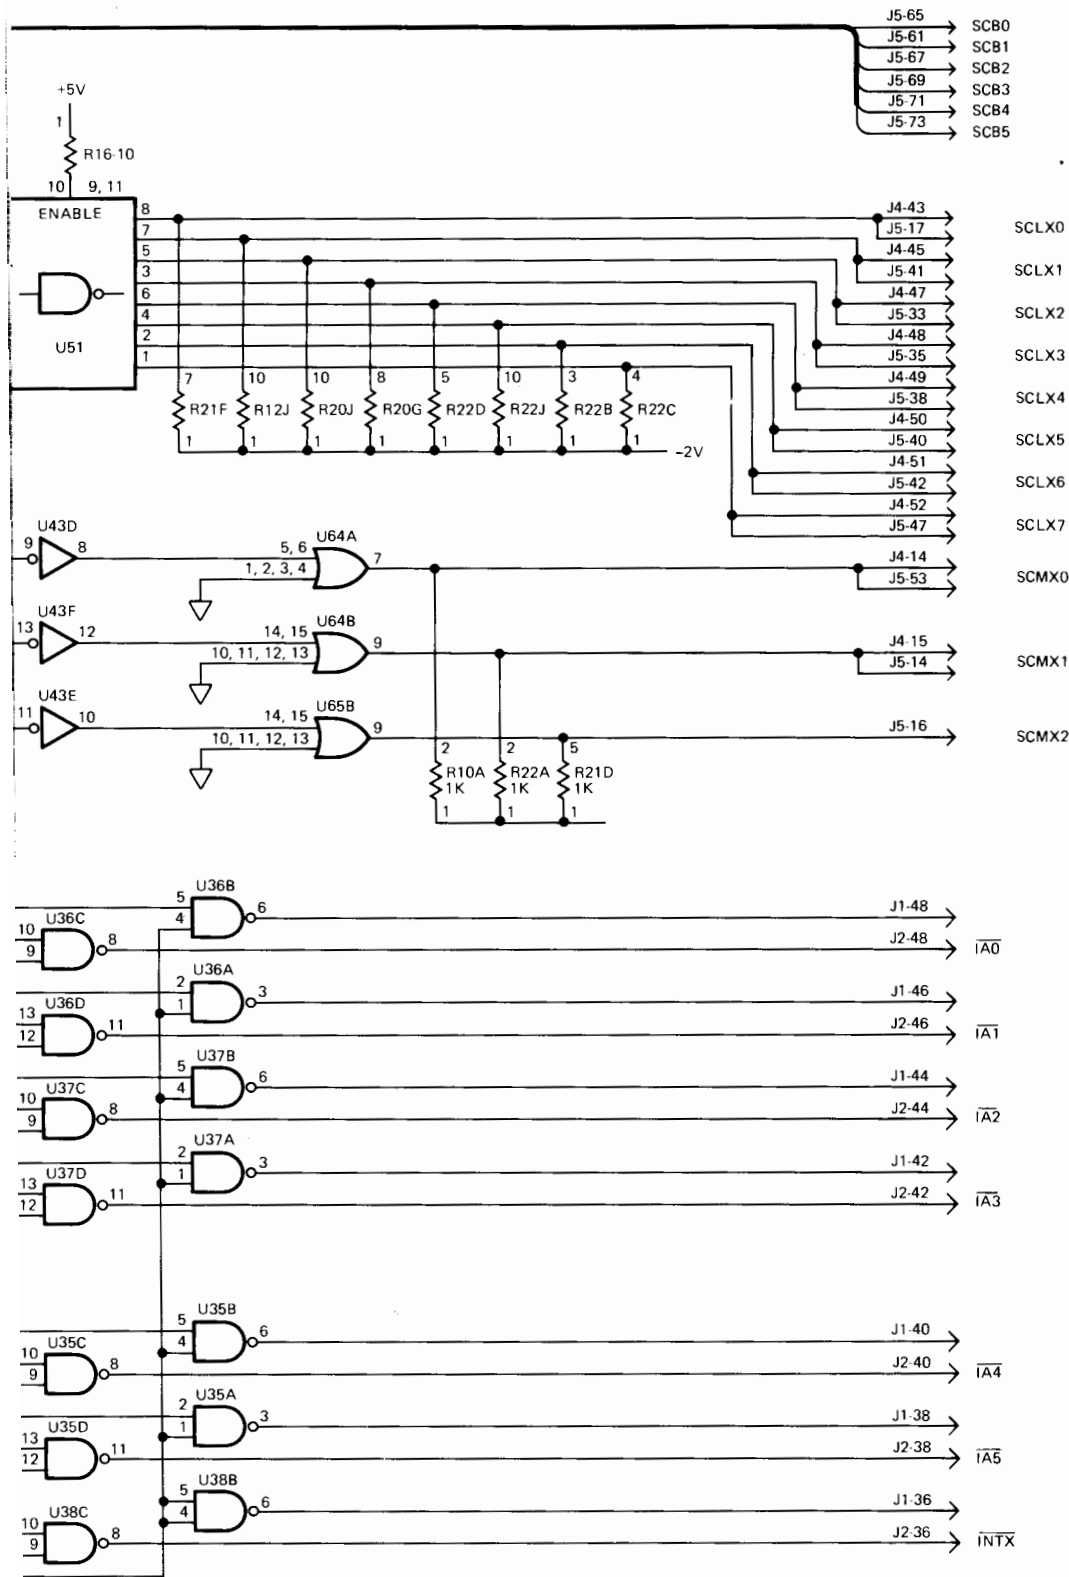 J5-65 SCB0
J5-61 SCB1
J5-67 SCB2
J5-69 SCB3
J5-71 SCB4
J5-73 SCB5
+5V
1
R16-10
10 9, 11
ENABLE
U51
8
7
5
3
6
4
2
1
J4-43
J5-17 SCLX0
J4-45
J5-41 SCLX1
J4-47
J5-33 SCLX2
J4-48
J5-35 SCLX3
J4-49
J5-38 SCLX4
J4-50
J5-40 SCLX5
J4-51
J5-42 SCLX6
J4-52
J5-47 SCLX7
7 10 10 8 5 10 3 4
R21F R12J R20J R20G R22D R22J R22B R22C
1 1 1 1 1 1 1 1
-2V
U43D
9 8
U64A
5, 6
1, 2, 3, 4
7
J4-14
J5-53 SCMX0
U43F
13 12
U64B
14, 15
10, 11, 12, 13
9
J4-15
J5-14 SCMX1
U43E
11 10
U65B
14, 15
10, 11, 12, 13
9
J5-16 SCMX2
2 2 5
R10A R22A R21D
1K 1K 1K
1 1 1
U36B
5
4
6
J1-48
U36C
10
9
8
J2-48 IA0
U36A
2
1
3
J1-46
U36D
13
12
11
J2-46 IA1
U37B
5
4
6
J1-44
U37C
10
9
8
J2-44 IA2
U37A
2
1
3
J1-42
U37D
13
12
11
J2-42 IA3
U35B
5
4
6
J1-40
U35C
10
9
8
J2-40 IA4
U35A
2
1
3
J1-38
U35D
13
12
11
J2-38 IA5
U38B
5
4
6
J1-36
U38C
10
9
8
J2-36 INTX